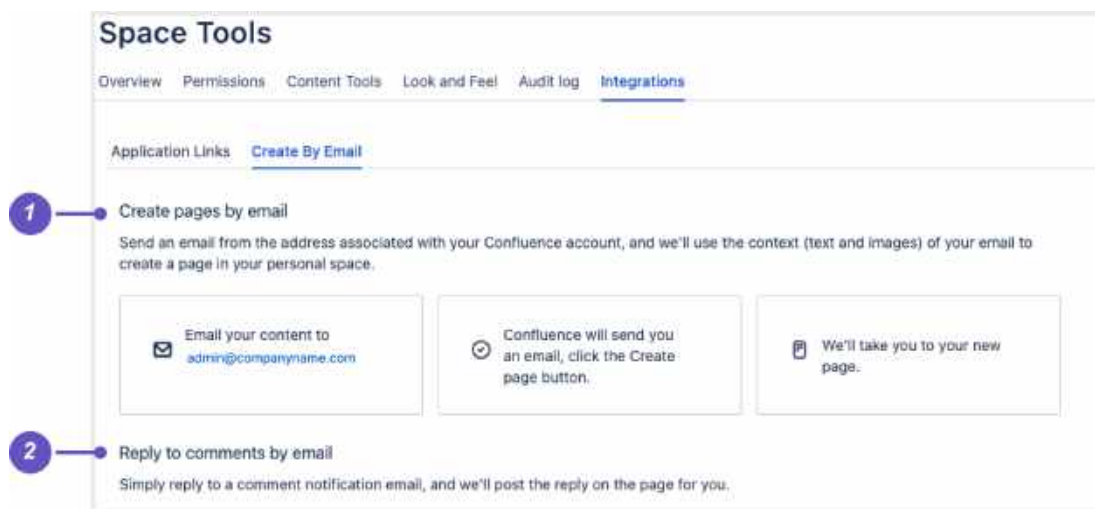 Space Tools
Overview Permissions Content Tools Look and Feel Audit log Integrations
Application Links Create By Email
1
Create pages by email
Send an email from the address associated with your Confluence account, and we'll use the context (text and images) of your email to
create a page in your personal space.
Email your content to
admin@companyname.com
Confluence will send you
an email, click the Create
page button.
We'll take you to your new
page.
2
Reply to comments by email
Simply reply to a comment notification email, and we'll post the reply on the page for you.